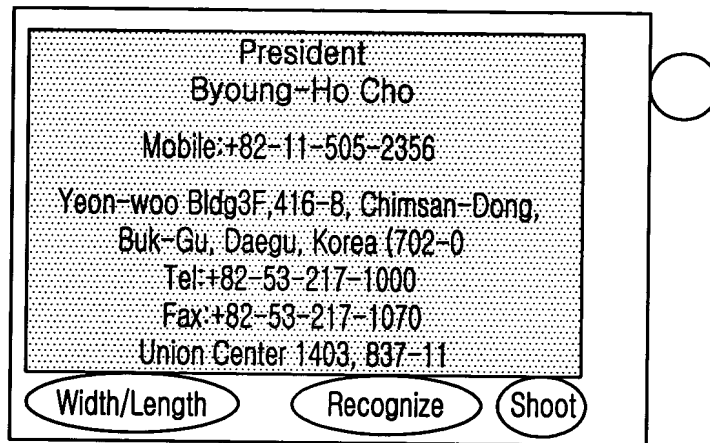 President
Byoung-Ho Cho
Mobile:+82-11-505-2356
Yeon-woo Bldg3F,416-8, Chimsan-Dong,
Buk-Gu, Daegu, Korea (702-0
Tel:+82-53-217-1000
Fax:+82-53-217-1070
Union Center 1403, 837-11
Width/Length Recognize Shoot